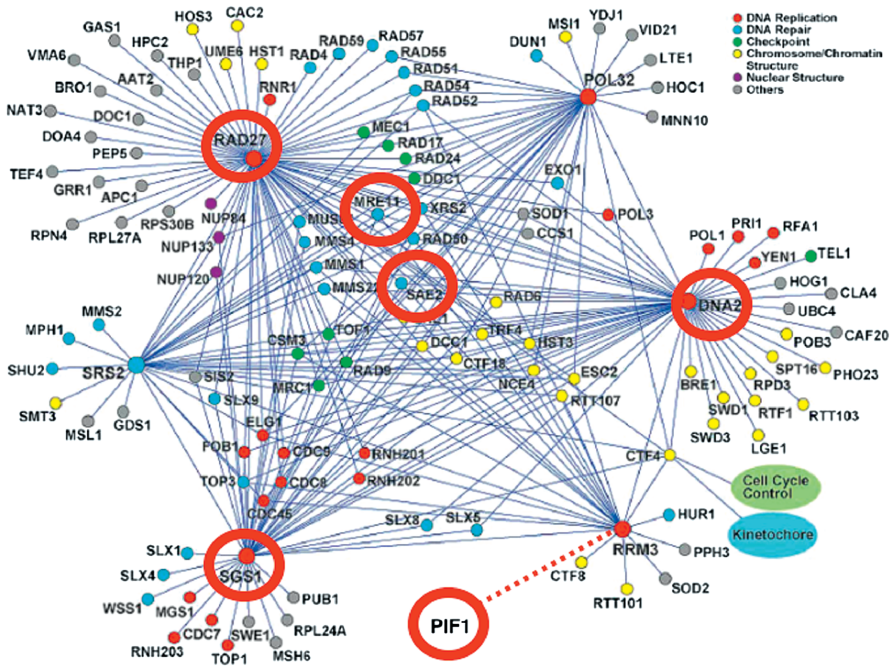 GAS1
HOS3
CAC2
HPC2
VMA6
UME6
HST1
RAD59
RAD57
RAD4
RAD55
THP1
AAT2
BRO1
RNR1
RAD51
RAD54
RAD52
NAT3
DOC1
MEC1
DOA4
RAD27
RAD17
PEP5
RAD24
TEF4
DDC1
GRR1
APC1
MRE11
RPS30B
NUP84
XRS2
RPN4
RPL27A
NUP133
MMS4
RAD50
NUP120
MMS1
SAE2
YDJ1
MSI1
VID21
DUN1
LTE1
POL32
HOC1
MNN10
EXO1
SOD1
POL3
CCS1
DNA Replication
DNA Repair
Checkpoint
Chromosome/Chromatin
Structure
Nuclear Structure
Others
PRI1
RFA1
POL1
YEN1
TEL1
HOG1
CLA4
DNA2
UBC4
CAF20
POB3
SPT16
PHO23
BRE1
RPD3
SWD1
RTF1
RTT103
SWD3
LGE1
RAD6
TRF4
HST3
DCC1
CTF18
NCE4
ESC2
RTT107
TOF1
CSM3
RAD9
MRC1
MMS2
MPH1
SHU2
SRS2
SMT3
MSL1
GDS1
SIS2
SLX9
ELG1
FOB1
CDC9
RNH201
TOP3
CDC8
RNH202
CDC45
CTF4
Cell Cycle
Control
Kinetochore
SLX8
SLX5
SLX1
SLX4
SGS1
WSS1
MGS1
PUB1
CDC7
SWE1
RPL24A
RNH203
TOP1
MSH6
PIF1
HUR1
RRM3
PPH3
CTF8
SOD2
RTT101